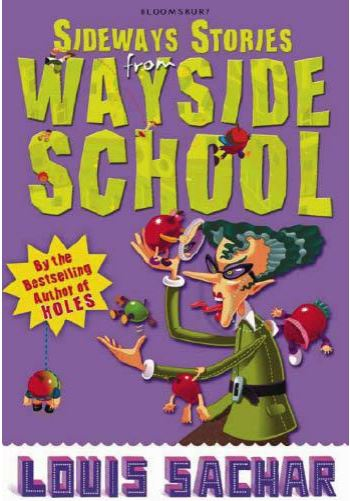 BLOOMSBURY
SIDEWAYS STORIES
from
WAYSIDE
SCHOOL
By the
Bestselling
Author of
HOLES
LOUIS SACHAR